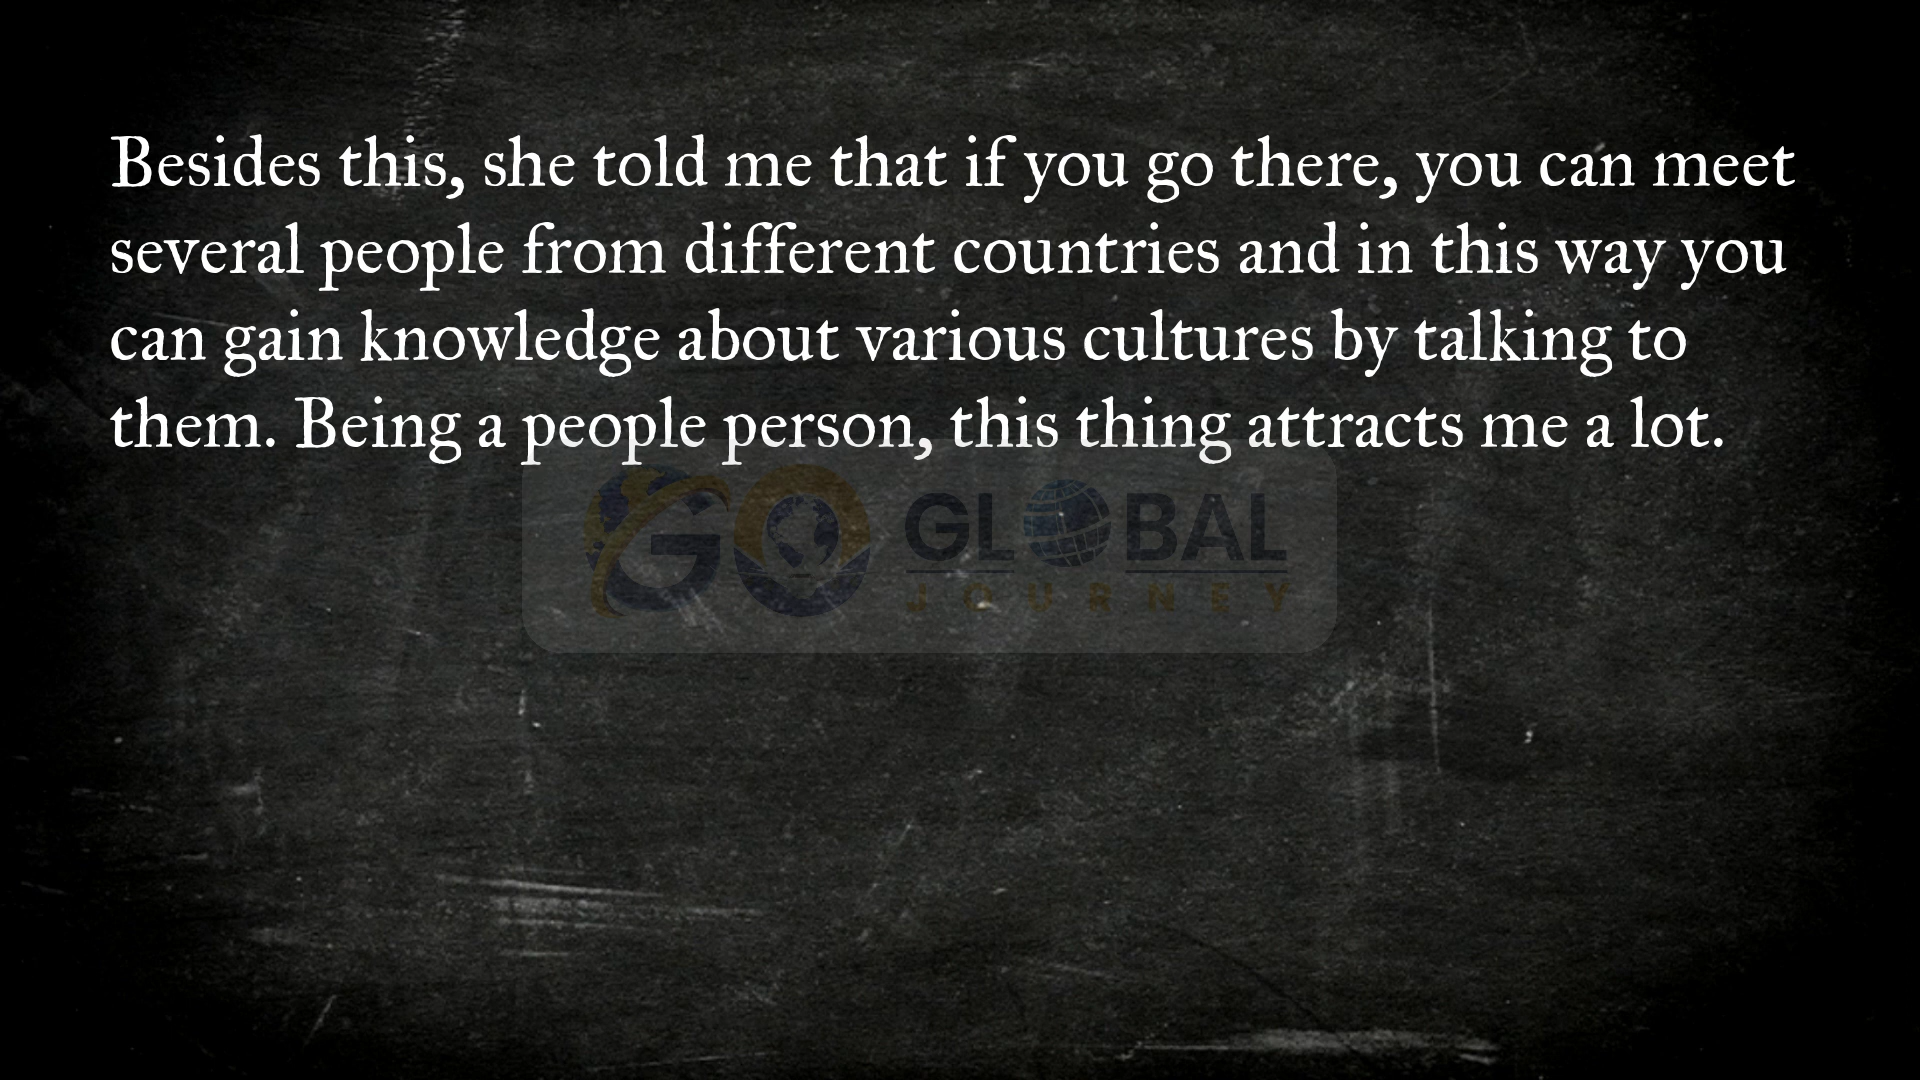 Besides this, she told me that if you go there, you can meet
several people from different countries and in this way you
can gain knowledge about various cultures by talking to
them. Being a people person, this thing attracts me a lot.
GO GLOBAL
JOURNEY